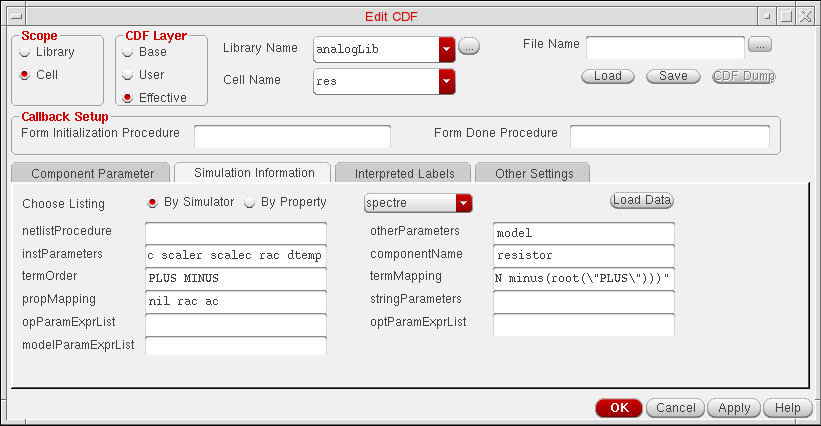 Edit CDF
Scope
Library
Cell
CDF Layer
Base
User
Effective
Library Name analogLib ...
Cell Name res
File Name ...
Load Save CDF Dump
Callback Setup
Form Initialization Procedure Form Done Procedure
Component Parameter Simulation Information Interpreted Labels Other Settings
Choose Listing By Simulator By Property spectre Load Data
netlistProcedure otherParameters model
instParameters c scaler scalec rac dtemp componentName resistor
termOrder PLUS MINUS termMapping N minus(root(\"PLUS\")))"
propMapping nil rac ac stringParameters
opParamExprList optParamExprList
modelParamExprList
OK Cancel Apply Help